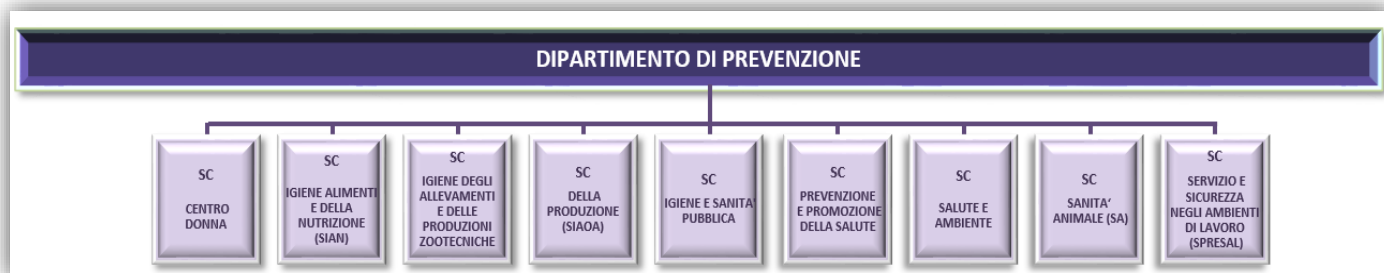 DIPARTIMENTO DI PREVENZIONE
SC
CENTRO
DONNA
SC
IGIENE ALIMENTI
E DELLA
NUTRIZIONE
(SIAN)
SC
IGIENE DEGLI
ALLEVAMENTI
E DELLE
PRODUZIONI
ZOOTECNICHE
SC
DELLA
PRODUZIONE
(SIAOA)
SC
IGIENE E SANITA'
PUBBLICA
SC
PREVENZIONE
E PROMOZIONE
DELLA SALUTE
SC
SALUTE E
AMBIENTE
SC
SANITA'
ANIMALE (SA)
SC
SERVIZIO E
SICUREZZA
NEGLI AMBIENTI
DI LAVORO
(SPRESAL)